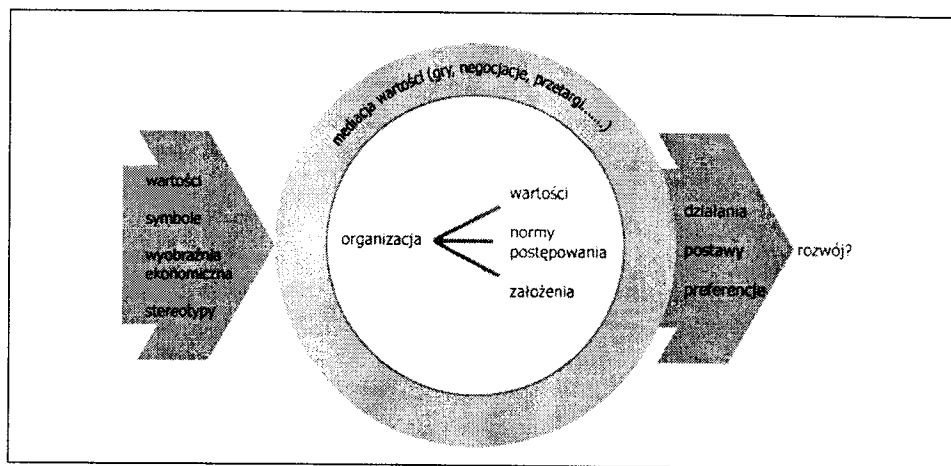 mediacja wartości (gry, negocjacje, przetargi......,)
wartości
symbole
wyobraźnia
ekonomiczna
stereotypy
organizacja
wartości
normy
postępowania
założenia
działania
postawy
preferencje
rozwój?